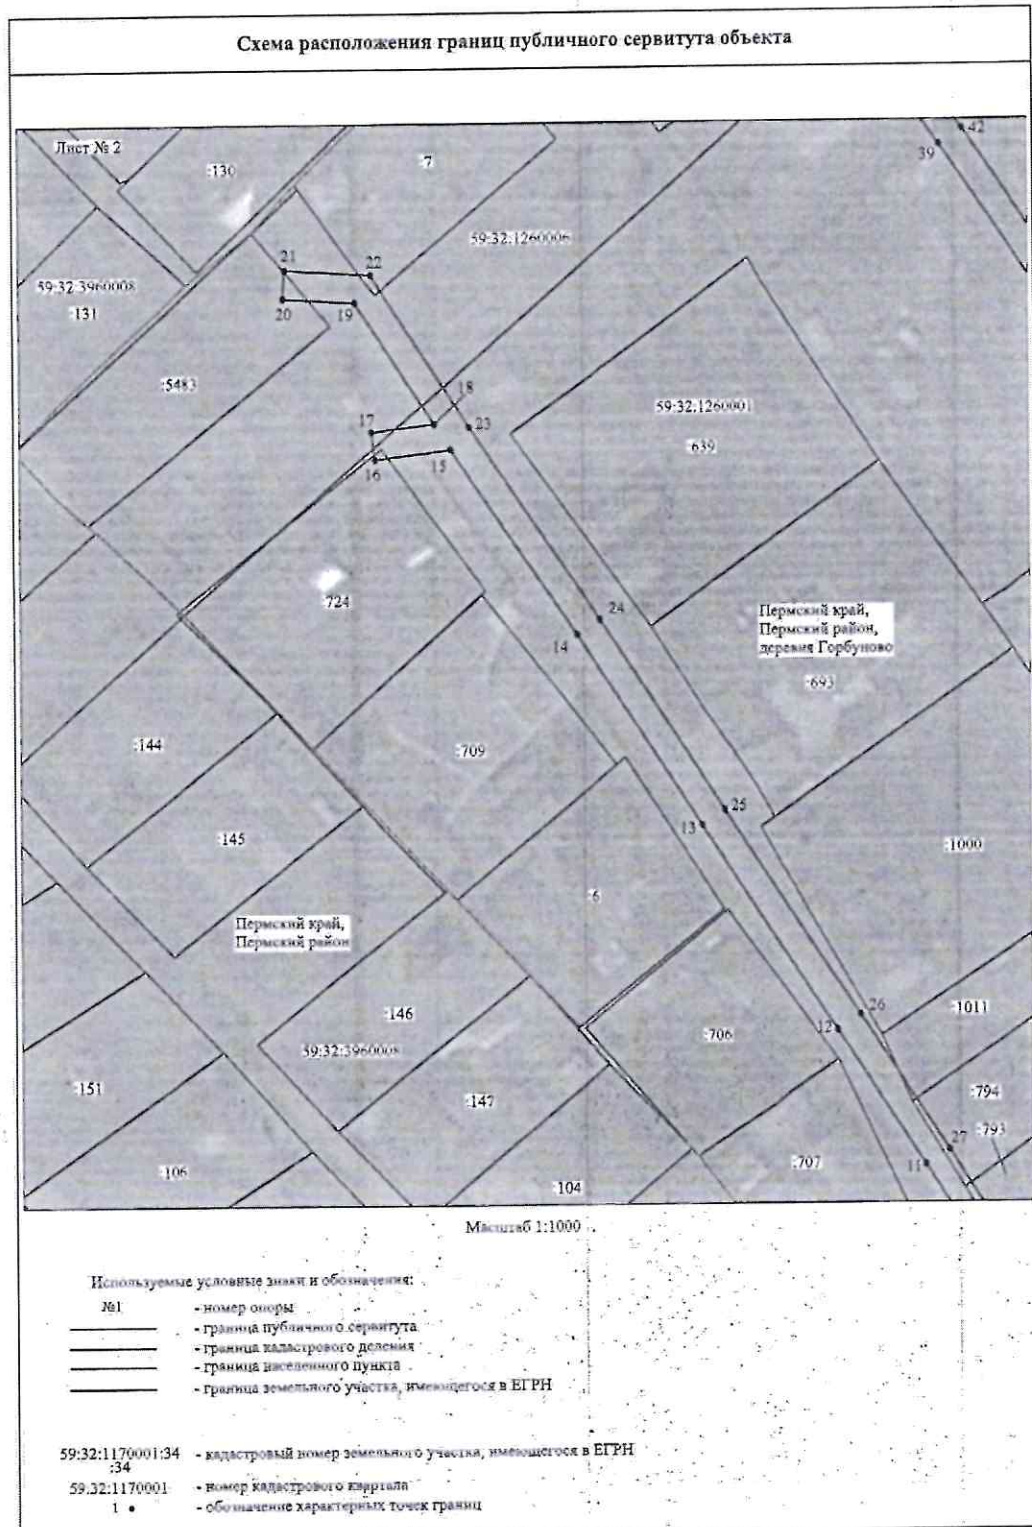 Схема расположения границ публичного сервитута объекта
Лист № 2
42
39
:130
:7
59:32:1260006
21
22
59:32:3960008
:131
20
19
:5483
18
17
23
59:32:1260001
:639
15
16
:724
24
14
Пермский край,
Пермский район,
деревня Горбуново
:693
:144
:709
25
13
:145
:1000
:6
Пермский край,
Пермский район
:146
26
:1011
12
:706
59:32:3960008
:151
:147
:794
:793
27
:106
:707
11
:104
Масштаб 1:1000
Используемые условные знаки и обозначения:
№1 - номер опоры
- граница публичного сервитута
- граница кадастрового деления
- граница населенного пункта
- граница земельного участка, имеющегося в ЕГРН
59:32:1170001:34 - кадастровый номер земельного участка, имеющегося в ЕГРН
:34
59:32:1170001 - номер кадастрового квартала
1 • - обозначение характерных точек границ